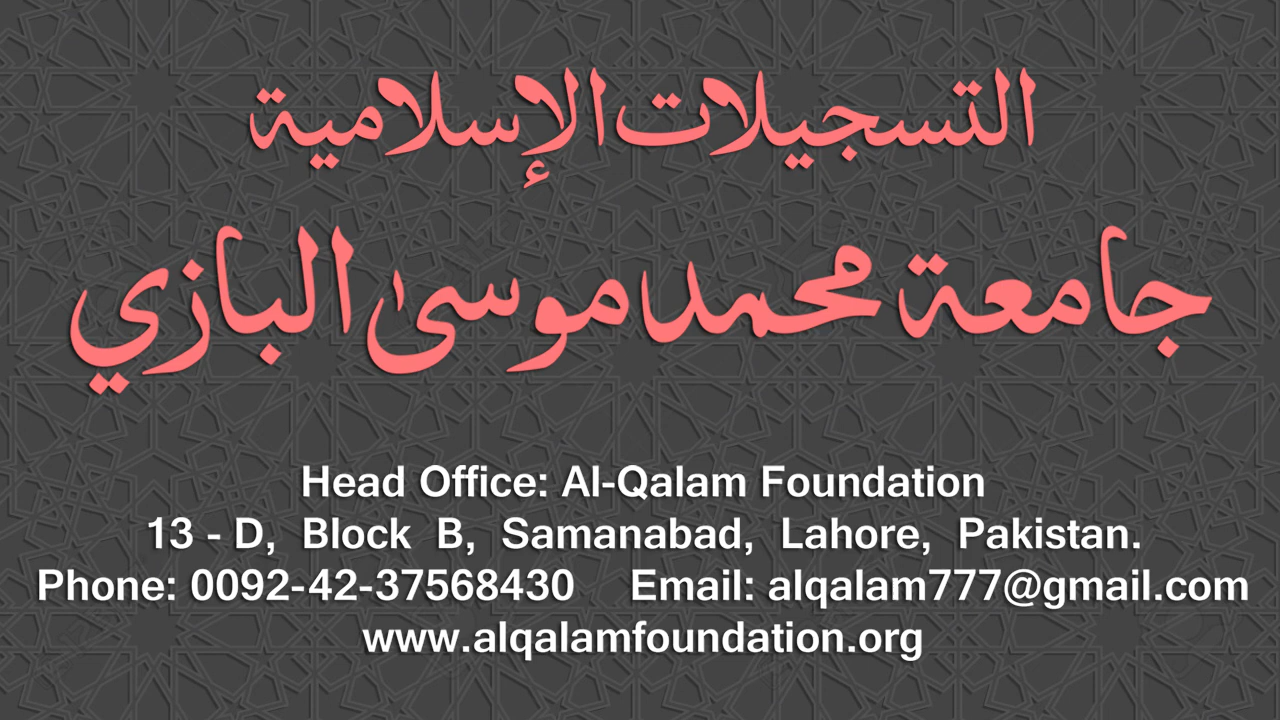 التسجيلات الإسلامية
جامعة محمد موسىٰ البازي
Head Office: Al-Qalam Foundation
13 - D, Block B, Samanabad, Lahore, Pakistan.
Phone: 0092-42-37568430 Email: alqalam777@gmail.com
www.alqalamfoundation.org